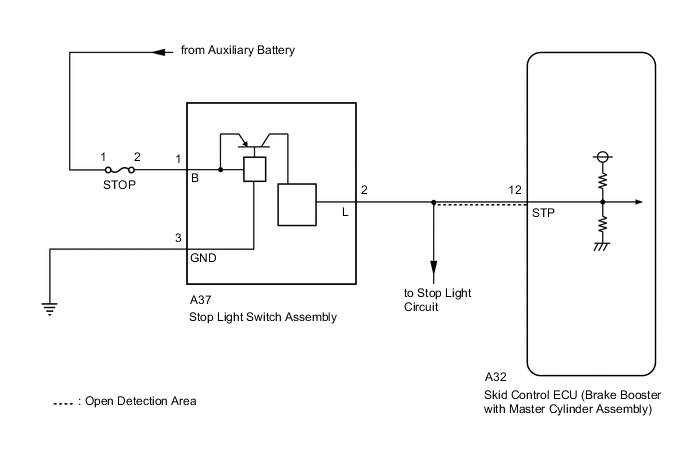 from Auxiliary Battery
1 2
STOP
1
B
3
GND
2
L
12
STP
to Stop Light
Circuit
A37
Stop Light Switch Assembly
A32
Skid Control ECU (Brake Booster
with Master Cylinder Assembly)
: Open Detection Area